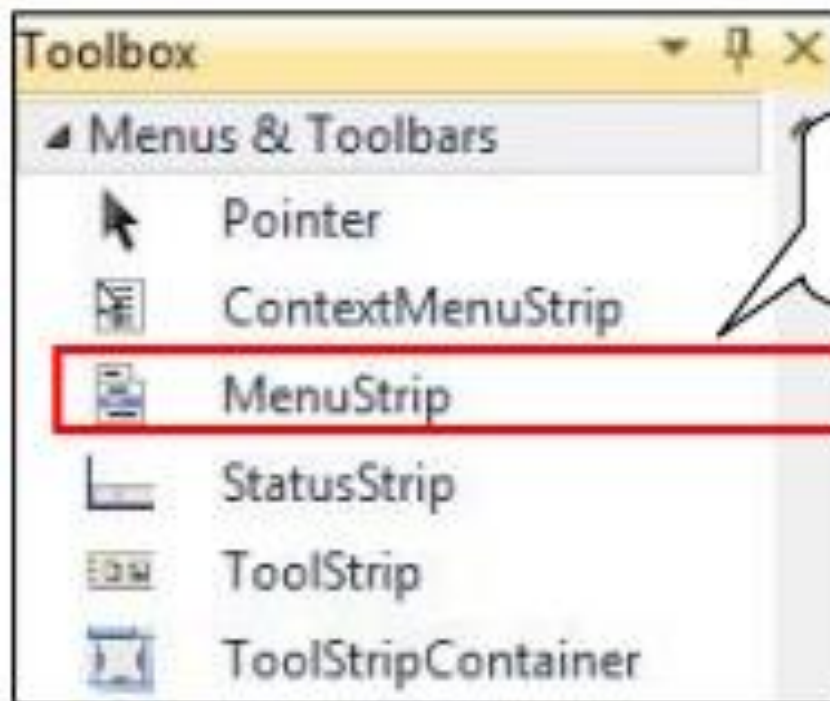 Toolbox
Menus & Toolbars
Pointer
ContextMenuStrip
MenuStrip
StatusStrip
ToolStrip
ToolStripContainer